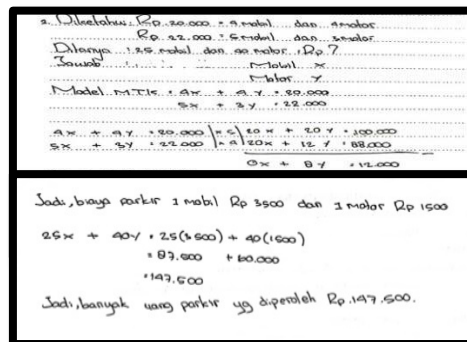 2. Diketahui: Rp 20.000 = 4 mobil dan 4 motor
Rp 22.000 = 5 mobil dan 3 motor
Ditanya : 25 mobil dan 40 motor : Rp ?
Jawab : Mobil x
Motor y
Model MTK = 4x + 4y = 20.000
5x + 3y = 22.000
4x + 4y = 20.000 | x 5 | 20x + 20y = 100.000
5x + 3y = 22.000 | x 4 | 20x + 12y = 88.000
0x + 8y = 12.000
Jadi, biaya parkir 1 mobil Rp 3500 dan 1 motor Rp 1500
25x + 40y = 25(3500) + 40(1500)
= 87.500 + 60.000
= 147.500
Jadi, banyak uang parkir yg diperoleh Rp. 147.500.